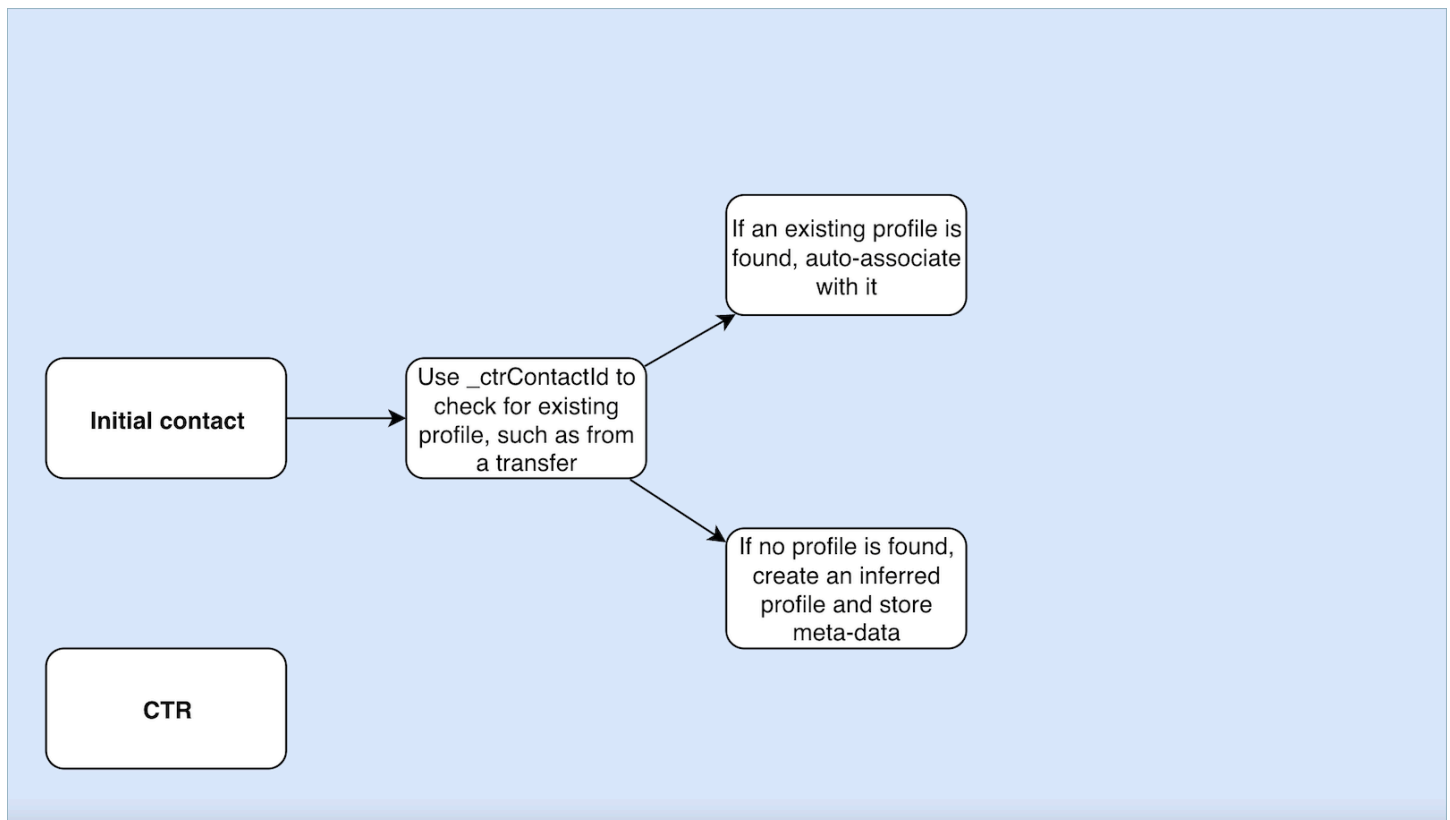 If an existing profile is
found, auto-associate
with it
Initial contact
Use _ctrContactId to
check for existing
profile, such as from
a transfer
If no profile is found,
create an inferred
profile and store
meta-data
CTR